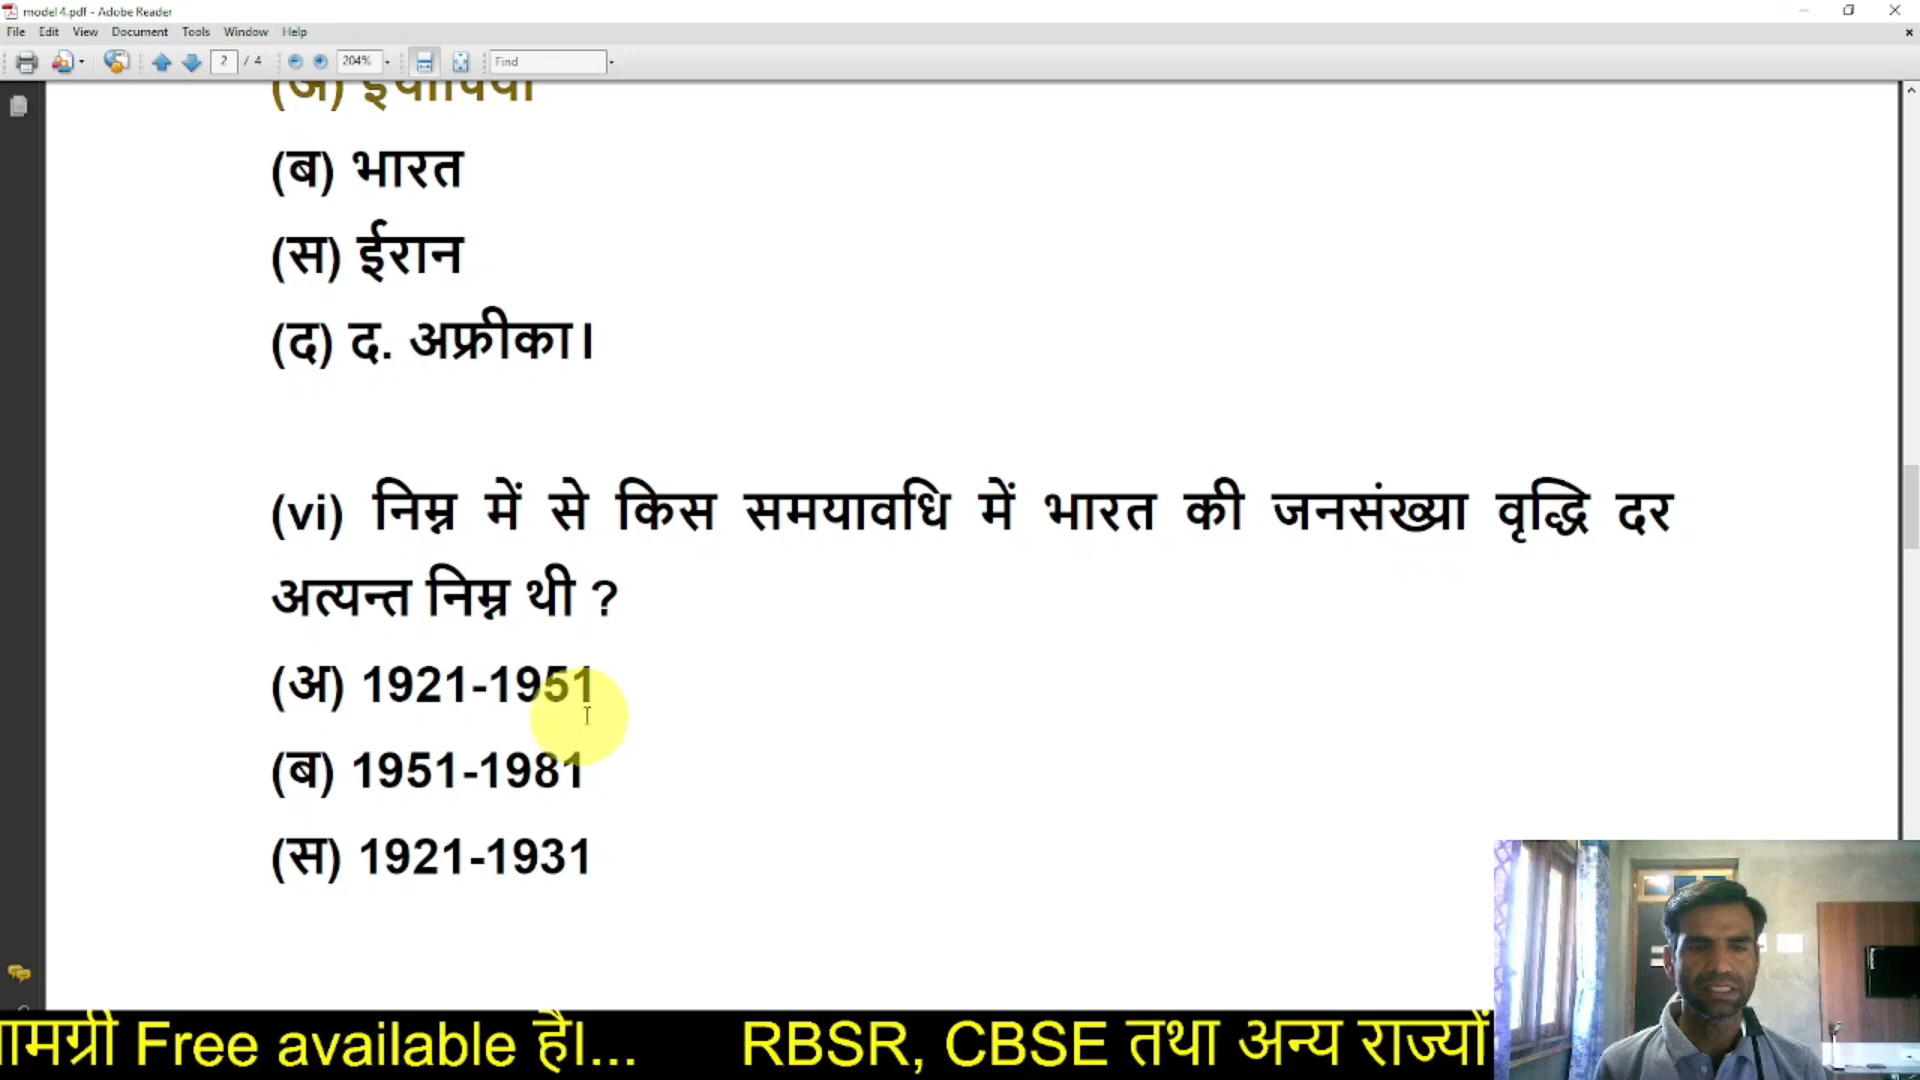 model 4.pdf - Adobe Reader
File Edit View Document Tools Window Help
2 / 4 204% Find
(अ)
(ब) भारत
(स) ईरान
(द) द. अफ्रीका।
(vi) निम्न में से किस समयावधि में भारत की जनसंख्या वृद्धि दर
अत्यन्त निम्न थी ?
(अ) 1921-1951
(ब) 1951-1981
(स) 1921-1931
Free available है।... RBSR, CBSE तथा अन्य राज्यों